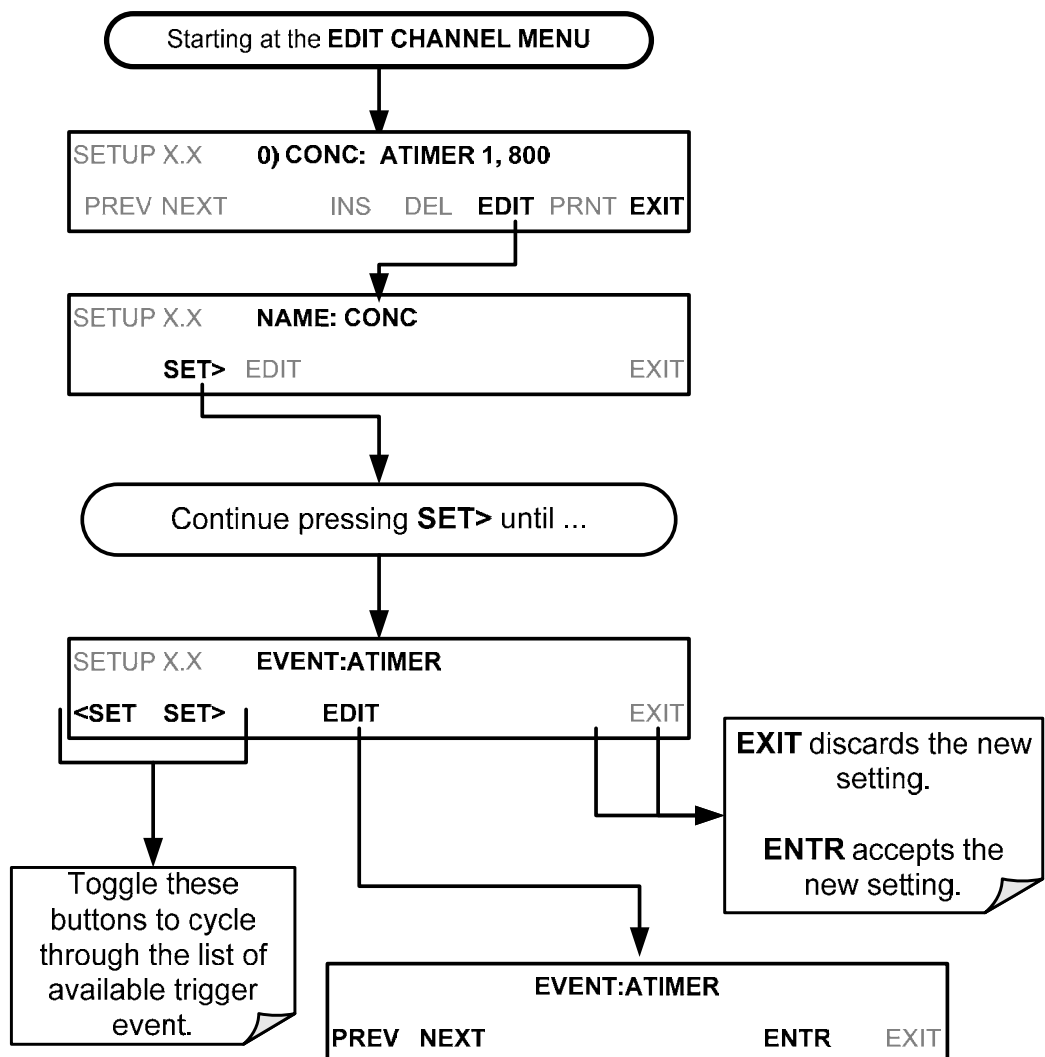 Starting at the EDIT CHANNEL MENU
SETUP X.X 0) CONC: ATIMER 1, 800
PREV NEXT INS DEL EDIT PRNT EXIT
SETUP X.X NAME: CONC
SET> EDIT EXIT
Continue pressing SET> until ...
SETUP X.X EVENT:ATIMER
<SET SET> EDIT EXIT
EXIT discards the new
setting.
ENTR accepts the
new setting.
Toggle these
buttons to cycle
through the list of
available trigger
event.
EVENT:ATIMER
PREV NEXT ENTR EXIT